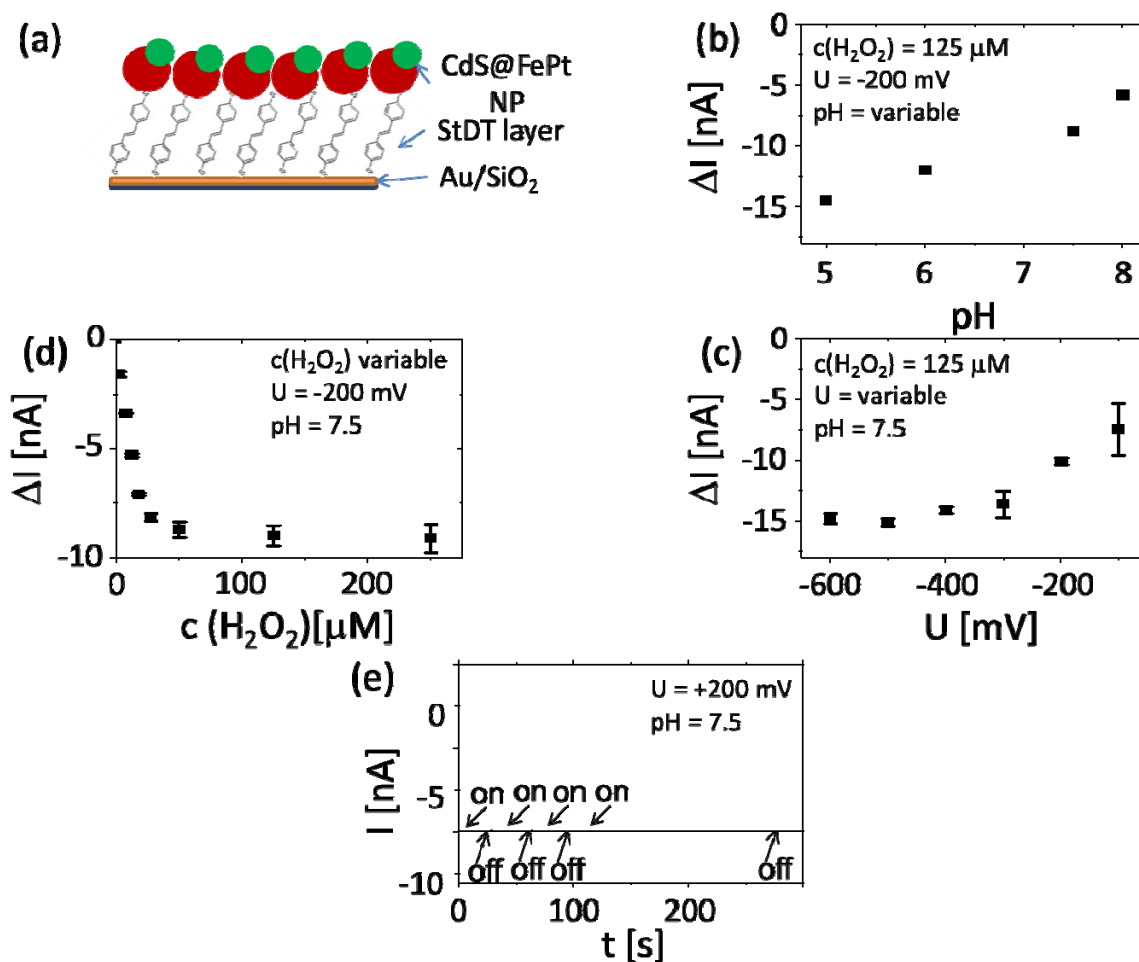 (a)
CdS@FePt
NP
StDT layer
Au/SiO₂
(b)
c(H₂O₂) = 125 μM
U = -200 mV
pH = variable
ΔI [nA]
0
-5
-10
-15
5 6 7 8
pH
(d)
c(H₂O₂) variable
U = -200 mV
pH = 7.5
ΔI [nA]
0
-5
-10
0 100 200
c (H₂O₂)[μM]
(c)
c(H₂O₂) = 125 μM
U = variable
pH = 7.5
ΔI [nA]
0
-5
-10
-15
-600 -400 -200
U [mV]
(e)
U = +200 mV
pH = 7.5
I [nA]
0
-5
-10
on on on on
off off off off
0 100 200
t [s]